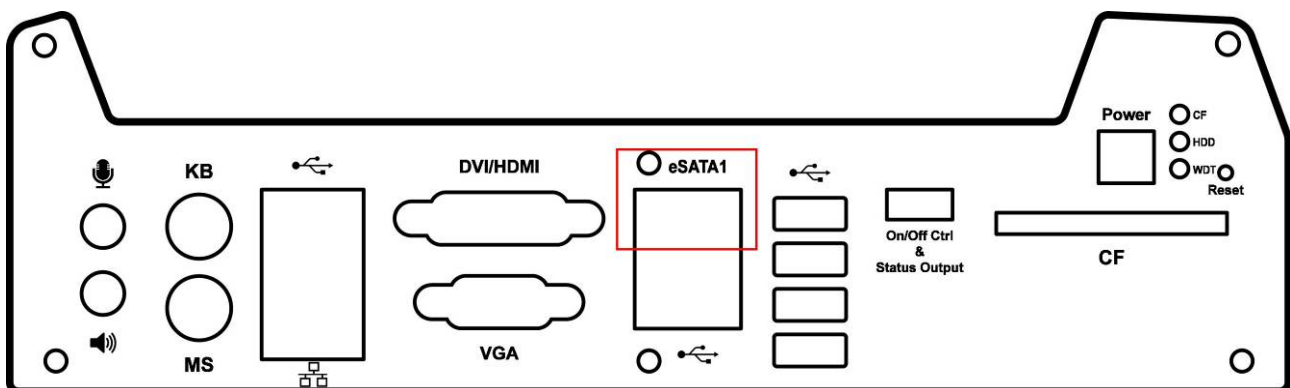 Power
CF
HDD
WDT
Reset
KB
DVI/HDMI
eSATA1
On/Off Ctrl
&
Status Output
CF
MS
VGA